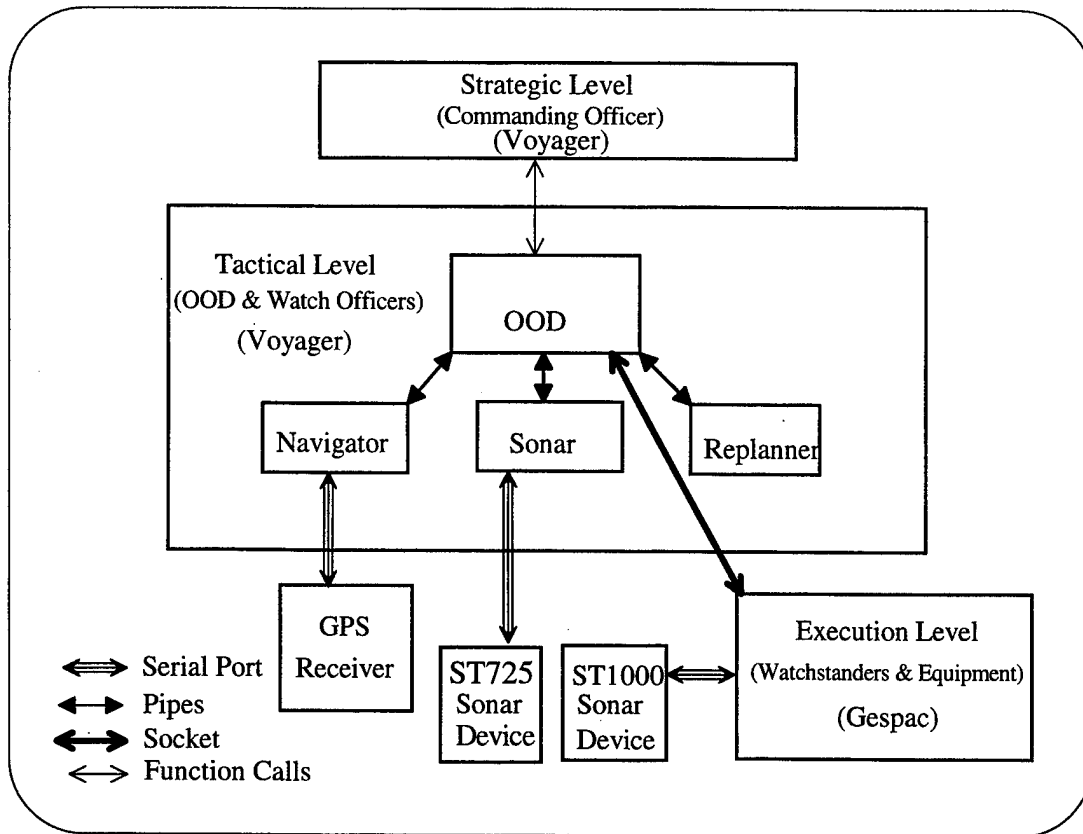 Strategic Level
(Commanding Officer)
(Voyager)
Tactical Level
(OOD & Watch Officers)
(Voyager)
OOD
Navigator
Sonar
Replanner
GPS
Receiver
ST725
Sonar
Device
ST1000
Sonar
Device
Execution Level
(Watchstanders & Equipment)
(Gespac)
Serial Port
Pipes
Socket
Function Calls